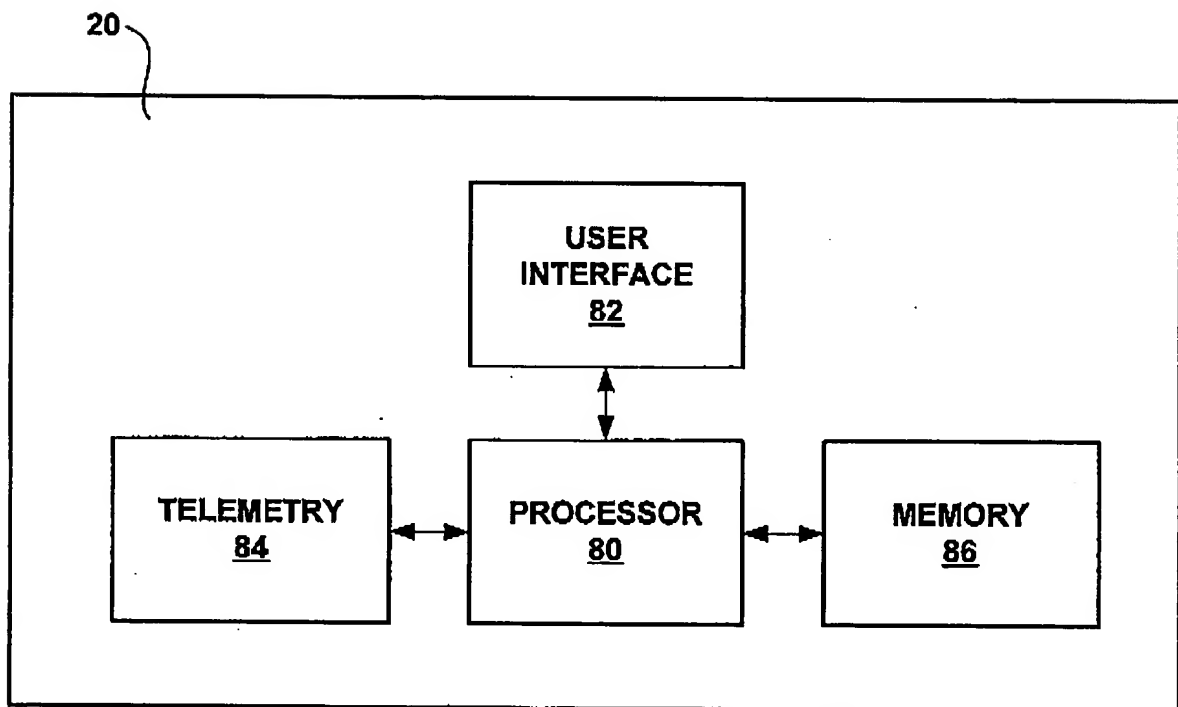 20
USER
INTERFACE
82
TELEMETRY
84
PROCESSOR
80
MEMORY
86